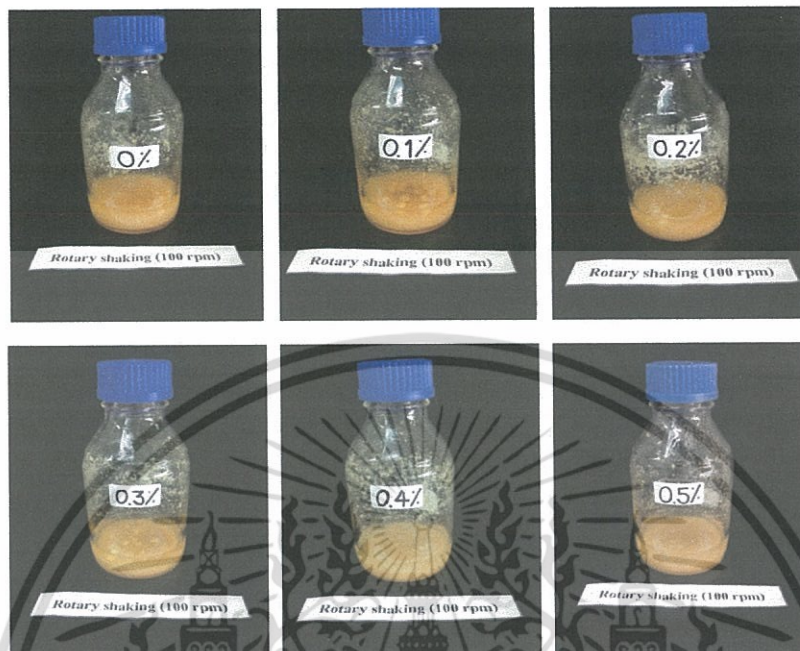 0%
Rotary shaking (100 rpm)
0.1%
Rotary shaking (100 rpm)
0.2%
Rotary shaking (100 rpm)
0.3%
Rotary shaking (100 rpm)
0.4%
Rotary shaking (100 rpm)
0.5%
Rotary shaking (100 rpm)